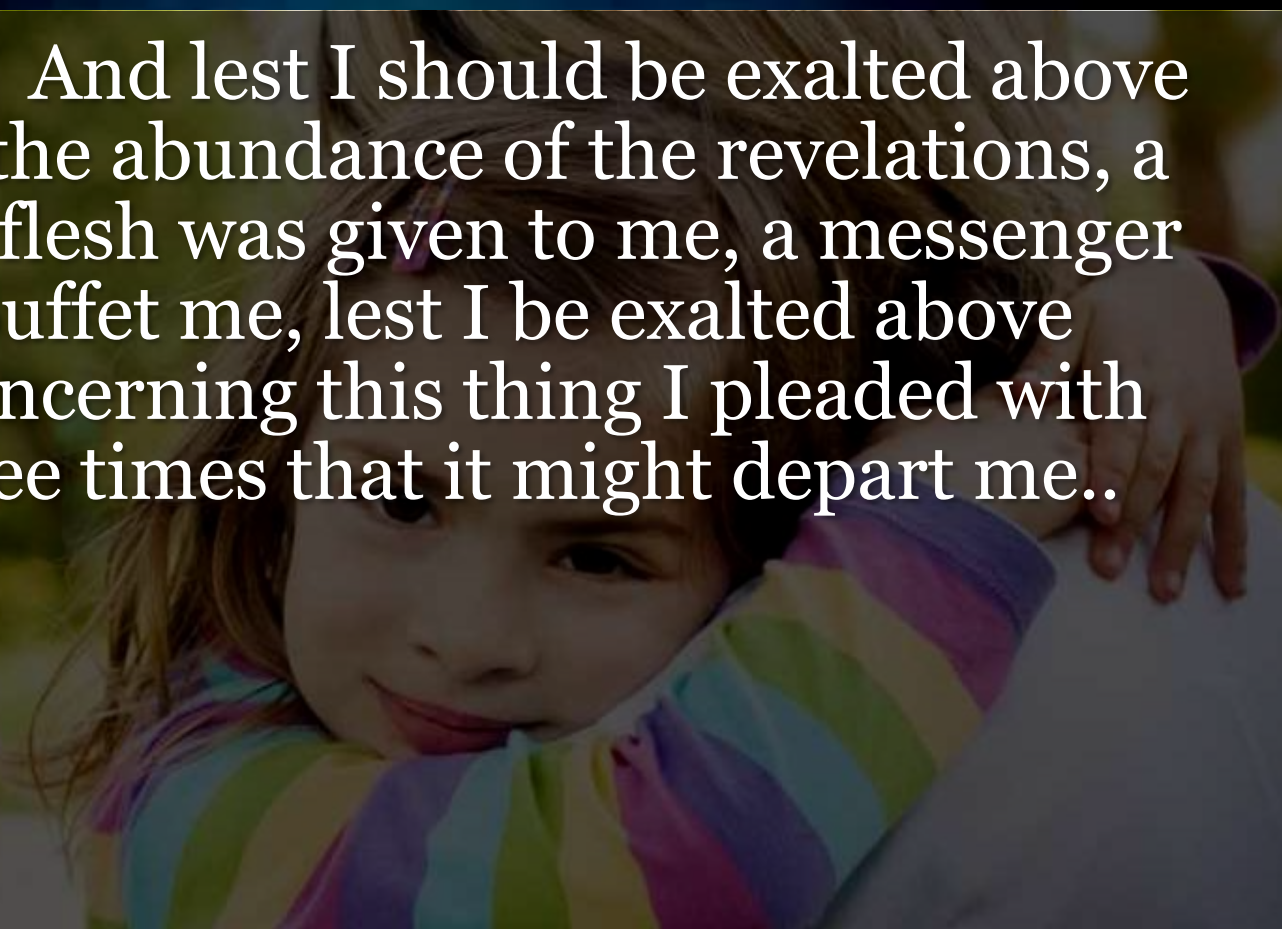 And lest I should be exalted above
the abundance of the revelations, a
flesh was given to me, a messenger
uffet me, lest I be exalted above
ncerning this thing I pleaded with
ee times that it might depart me..